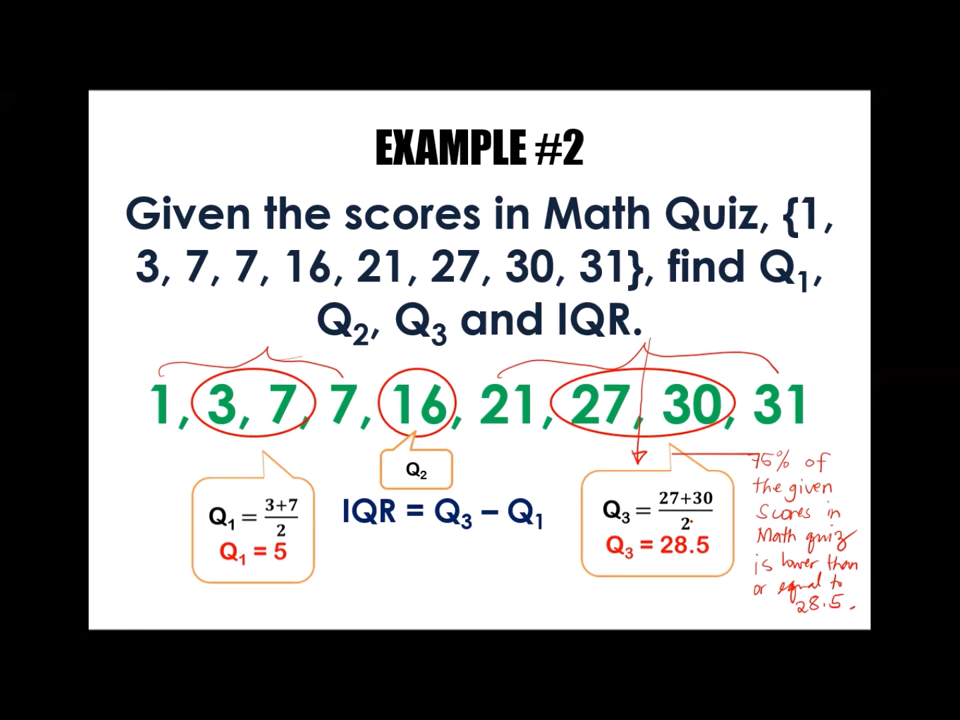 EXAMPLE #2
Given the scores in Math Quiz, {1,
3, 7, 7, 16, 21, 27, 30, 31}, find Q₁,
Q₂, Q₃ and IQR.
1, 3, 7, 7, 16, 21, 27, 30, 31
Q₂
Q₁ = (3+7)/2
Q₁ = 5
IQR = Q₃ – Q₁
Q₃ = (27+30)/2
Q₃ = 28.5
75% of
the given
scores in
Math quiz
is lower than
or equal to
28.5.